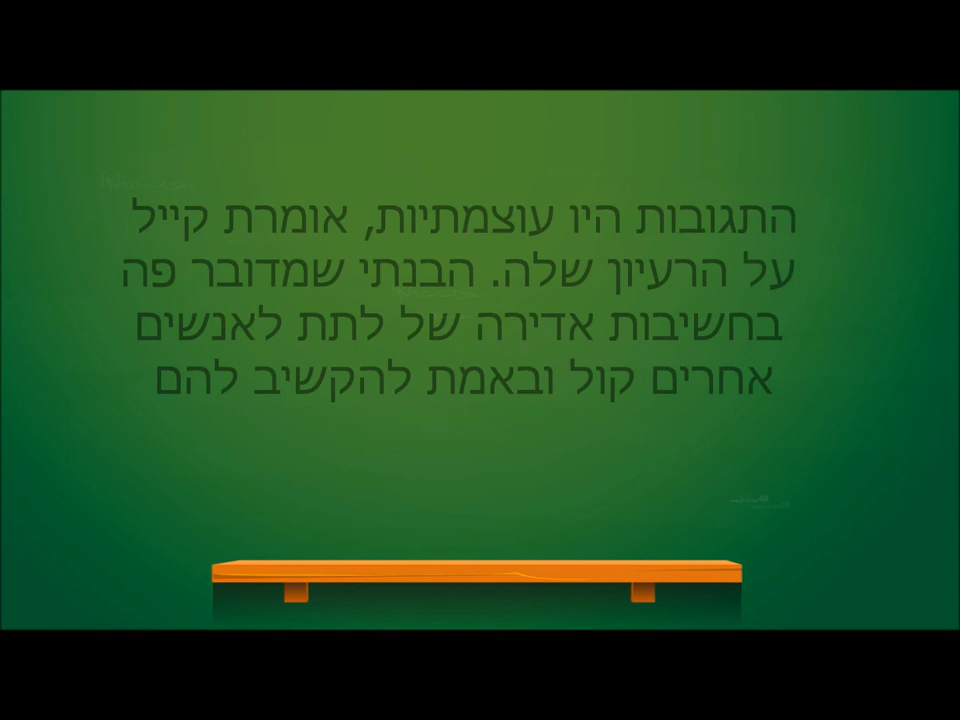 התגובות היו עוצמתיות, אומרת קייל
על הרעיון שלה. הבנתי שמדובר פה
בחשיבות אדירה של לתת לאנשים
אחרים קול ובאמת להקשיב להם